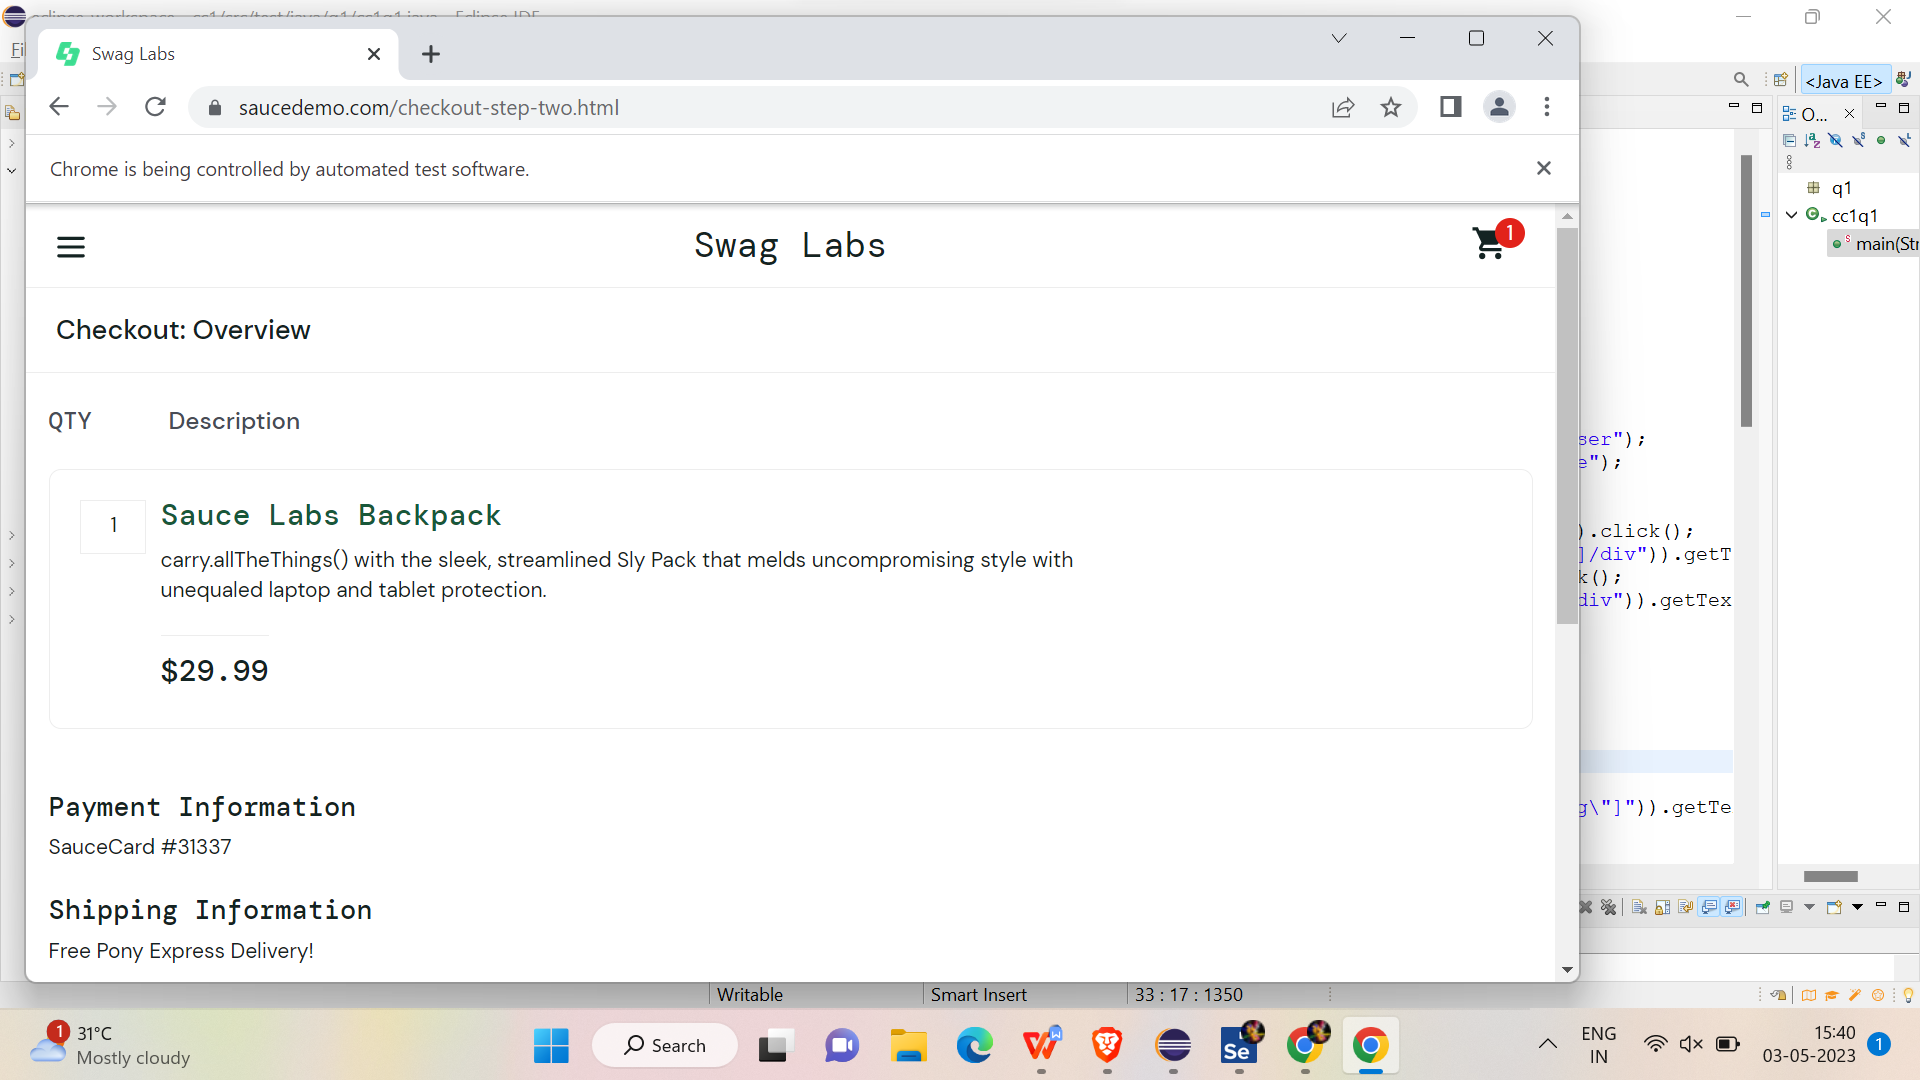 Swag Labs
saucedemo.com/checkout-step-two.html
Chrome is being controlled by automated test software.
Swag Labs
1
Checkout: Overview
QTY Description
1
Sauce Labs Backpack
carry.allTheThings() with the sleek, streamlined Sly Pack that melds uncompromising style with
unequaled laptop and tablet protection.
$29.99
Payment Information
SauceCard #31337
Shipping Information
Free Pony Express Delivery!
<Java EE>
O...
q1
cc1q1
main(Str
ser");
e");
).click();
]/div")).getT
k();
div")).getTex
g\"]")).getTe
Writable
Smart Insert
33 : 17 : 1350
1
31°C
Mostly cloudy
Search
Se
ENG
IN
15:40
03-05-2023
1